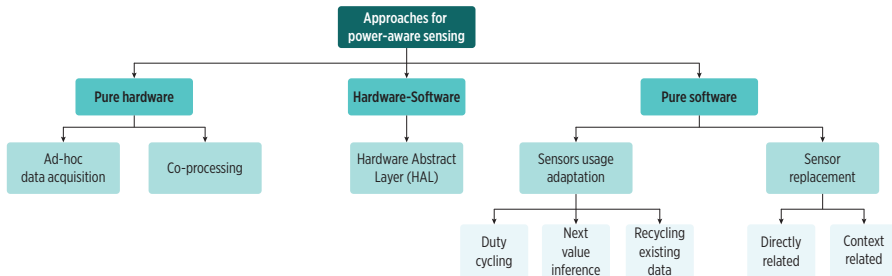 Approaches for
power-aware sensing
Pure hardware
Hardware-Software
Pure software
Ad-hoc
data acquisition
Co-processing
Hardware Abstract
Layer (HAL)
Sensors usage
adaptation
Sensor
replacement
Duty
cycling
Next
value
inference
Recycling
existing
data
Directly
related
Context
related